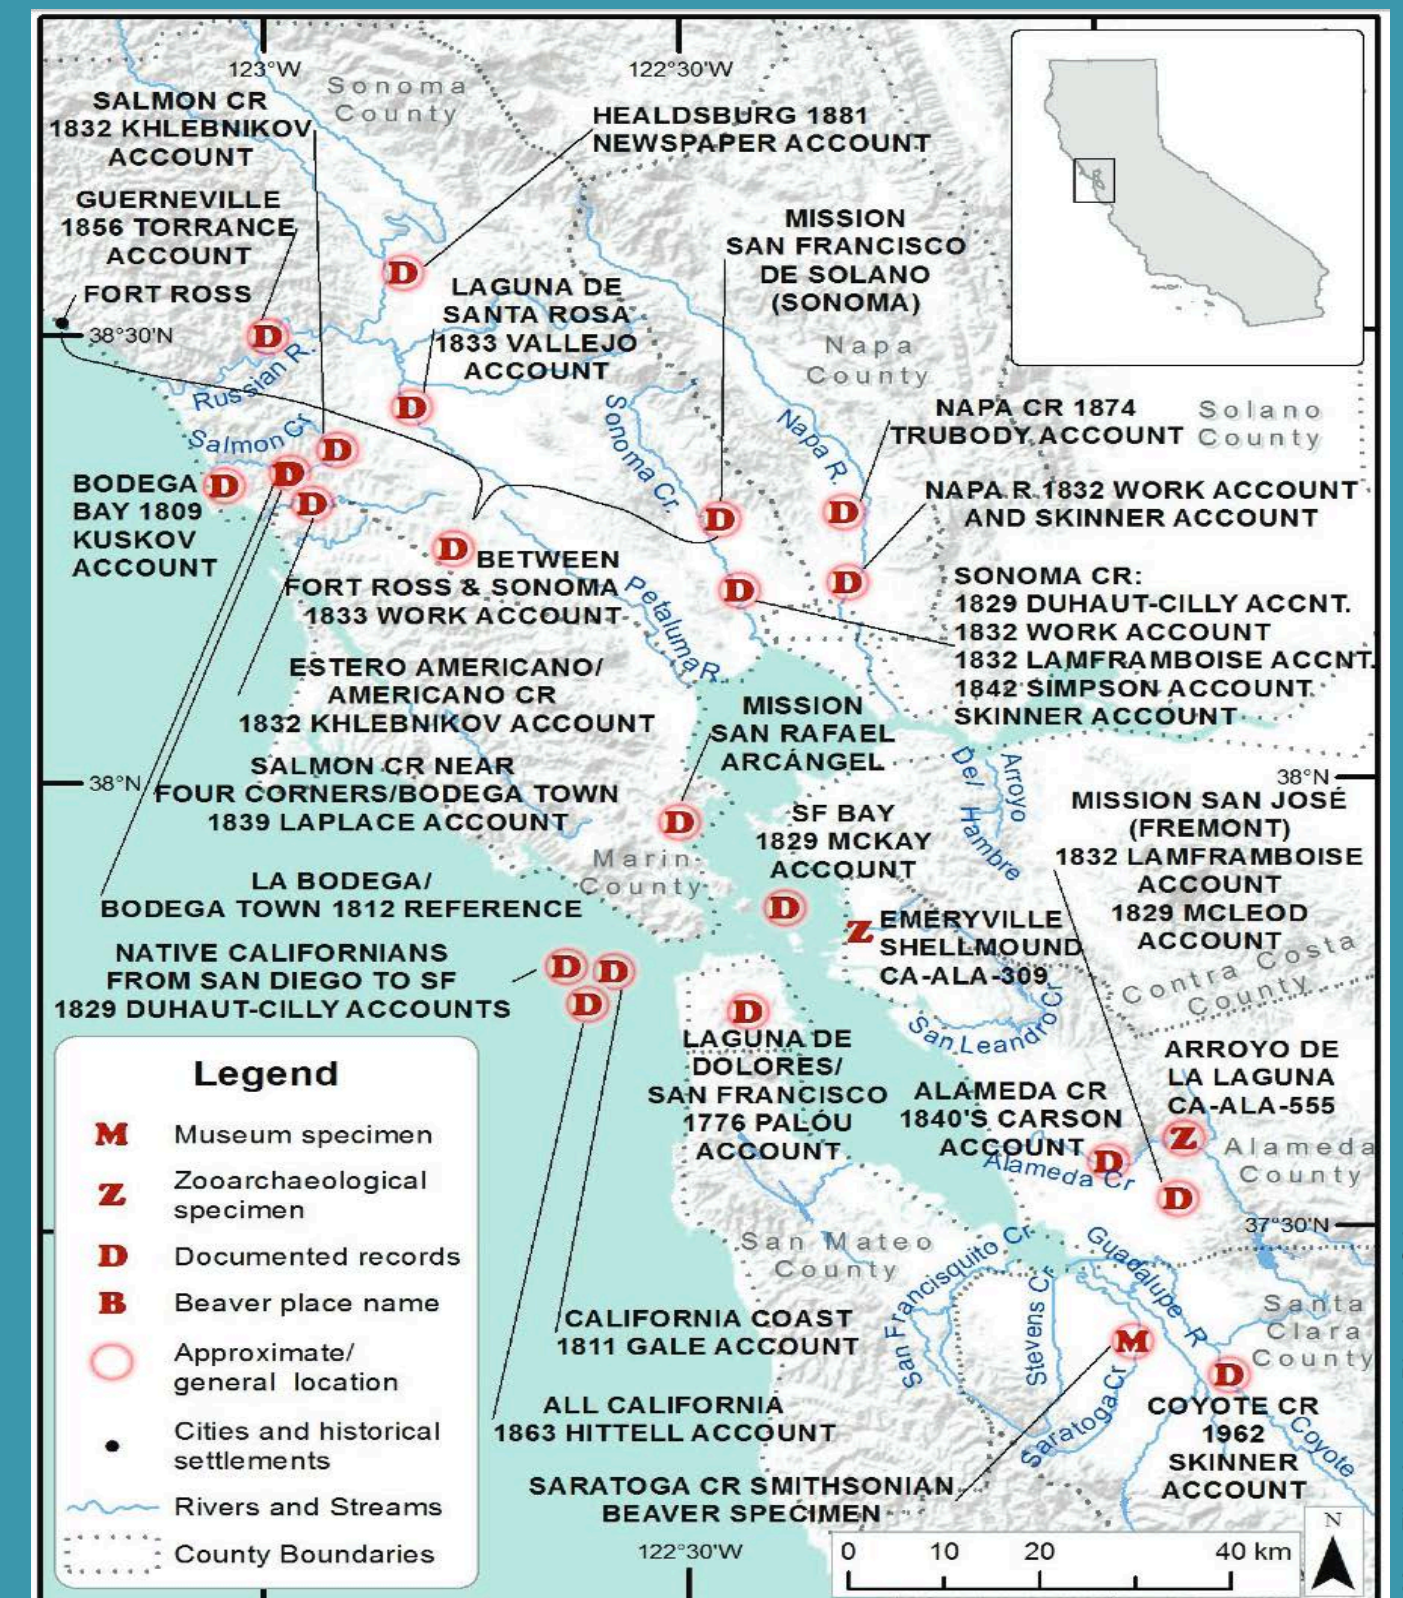 123°W
122°30'W
Sonoma
County
SALMON CR
1832 KHLEBNIKOV
ACCOUNT
HEALDSBURG 1881
NEWSPAPER ACCOUNT
GUERNEVILLE
1856 TORRANCE
ACCOUNT
FORT ROSS
38°30'N
MISSION
SAN FRANCISCO
DE SOLANO
(SONOMA)
LAGUNA DE
SANTA ROSA
1833 VALLEJO
ACCOUNT
Napa
County
D
D
D
Russian R.
Salmon Cr
Sonoma Cr.
Napa R.
NAPA CR 1874
TRUBODY ACCOUNT
Solano
County
D
D
D
D
BODEGA
BAY 1809
KUSKOV
ACCOUNT
NAPA R.1832 WORK ACCOUNT
AND SKINNER ACCOUNT
D
D
D
D
D
BETWEEN
FORT ROSS & SONOMA
1833 WORK ACCOUNT
Petaluma R.
SONOMA CR:
1829 DUHAUT-CILLY ACCNT.
1832 WORK ACCOUNT
1832 LAMFRAMBOISE ACCNT.
1842 SIMPSON ACCOUNT
SKINNER ACCOUNT
ESTERO AMERICANO/
AMERICANO CR
1832 KHLEBNIKOV ACCOUNT
MISSION
SAN RAFAEL
ARCÁNGEL
D
SALMON CR NEAR
FOUR CORNERS/BODEGA TOWN
1839 LAPLACE ACCOUNT
38°N
38°N
Arroyo
Del Hambre
SF BAY
1829 MCKAY
ACCOUNT
D
MISSION SAN JOSÉ
(FREMONT)
1832 LAMFRAMBOISE
ACCOUNT
1829 MCLEOD
ACCOUNT
Marin
County
LA BODEGA/
BODEGA TOWN 1812 REFERENCE
Z
EMERYVILLE
SHELLMOUND
CA-ALA-309
Contra Costa
County
NATIVE CALIFORNIANS
FROM SAN DIEGO TO SF
1829 DUHAUT-CILLY ACCOUNTS
D
D
D
D
LAGUNA DE
DOLORES/
SAN FRANCISCO
1776 PALÓU
ACCOUNT
San Leandro Cr
ARROYO DE
LA LAGUNA
CA-ALA-555
Z
ALAMEDA CR
1840'S CARSON
ACCOUNT
D
Alameda Cr
Alameda
County
D
37°30'N
San Mateo
County
San Francisquito Cr
Stevens Cr
Guadalupe R
Santa
Clara
County
CALIFORNIA COAST
1811 GALE ACCOUNT
M
D
Saratoga Cr
COYOTE CR
1962
SKINNER
ACCOUNT
Coyote
ALL CALIFORNIA
1863 HITTELL ACCOUNT
SARATOGA CR SMITHSONIAN
BEAVER SPECIMEN
122°30'W
Legend
M Museum specimen
Z Zooarchaeological
specimen
D Documented records
B Beaver place name
Approximate/
general location
Cities and historical
settlements
Rivers and Streams
County Boundaries
0 10 20 40 km
N